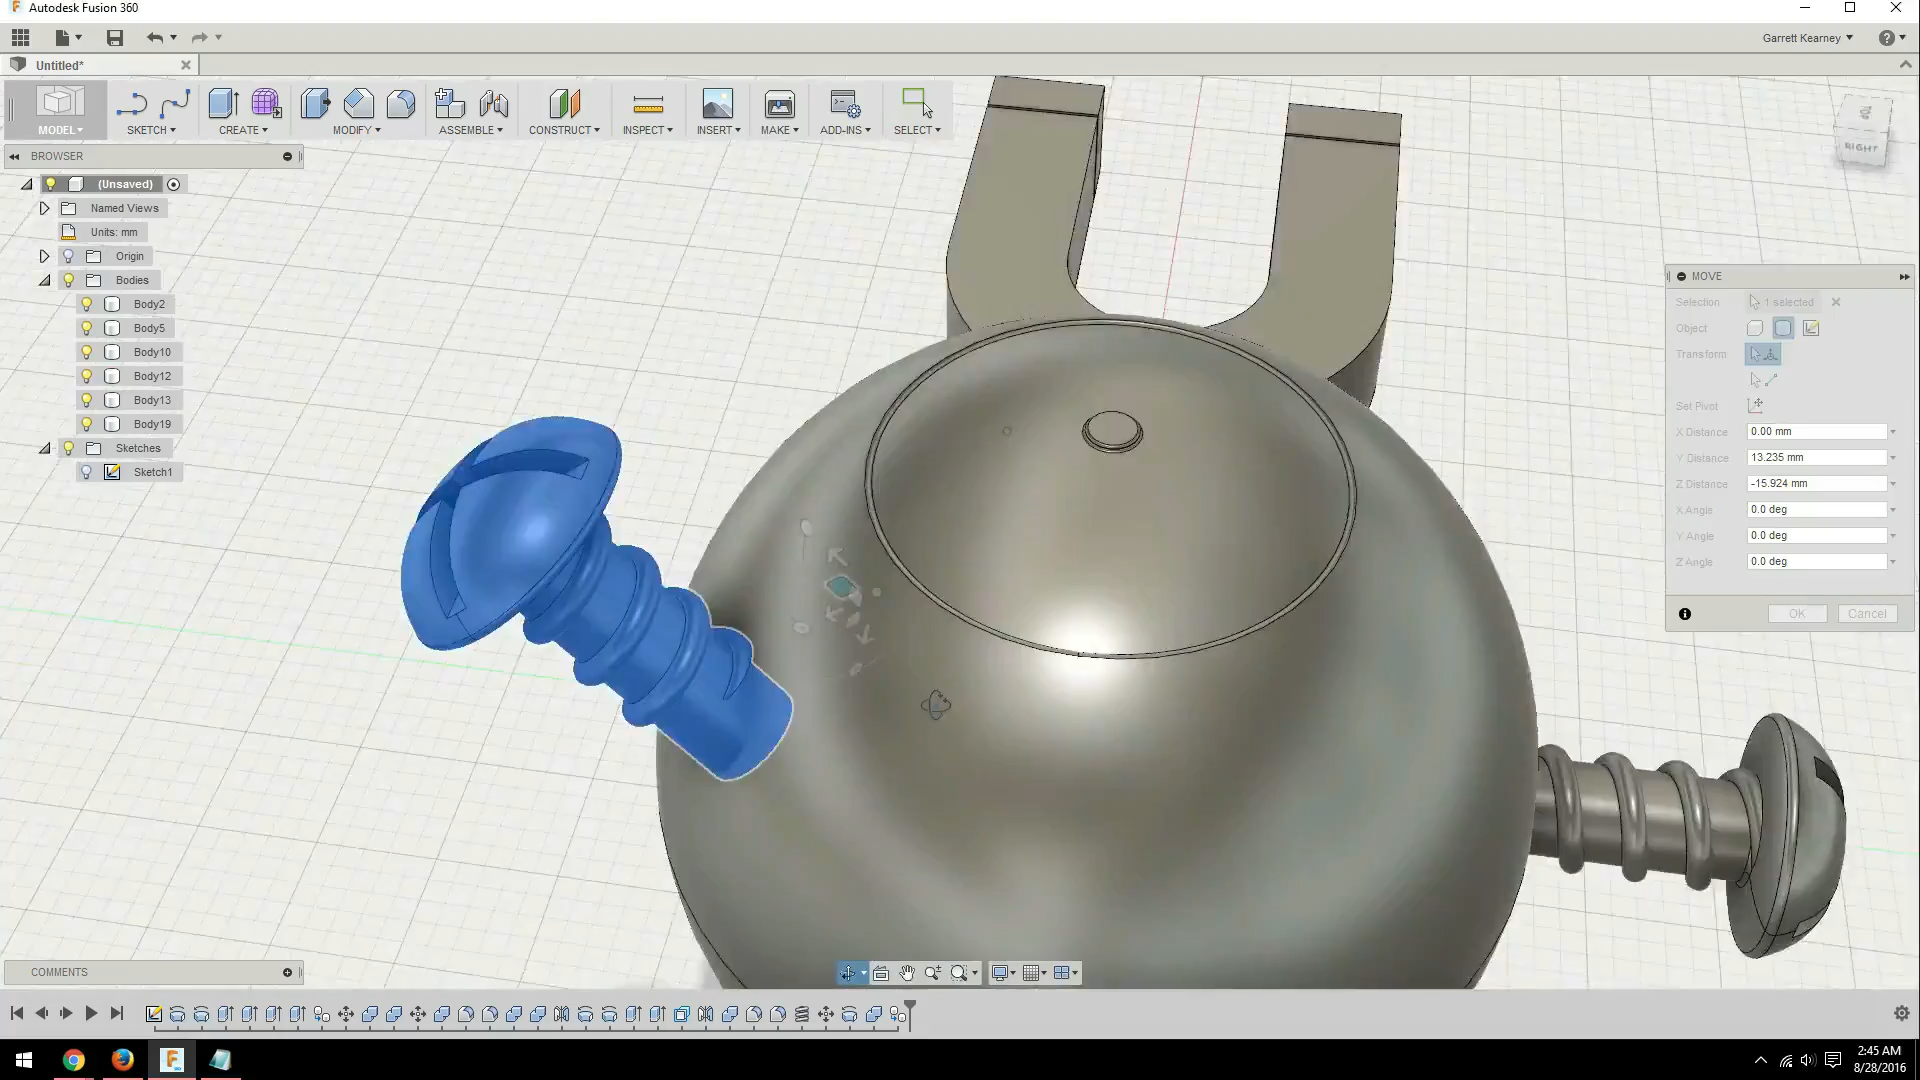 Autodesk Fusion 360
Garrett Kearney
Untitled*
MODEL
SKETCH
CREATE
MODIFY
ASSEMBLE
CONSTRUCT
INSPECT
INSERT
MAKE
ADD-INS
SELECT
BROWSER
(Unsaved)
Named Views
Units: mm
Origin
Bodies
Body2
Body5
Body10
Body12
Body13
Body19
Sketches
Sketch1
RIGHT
MOVE
Selection 1 selected
Object
Transform
Set Pivot
X Distance 0.00 mm
Y Distance 13.235 mm
Z Distance -15.924 mm
X Angle 0.0 deg
Y Angle 0.0 deg
Z Angle 0.0 deg
OK Cancel
COMMENTS
2:45 AM
8/28/2016